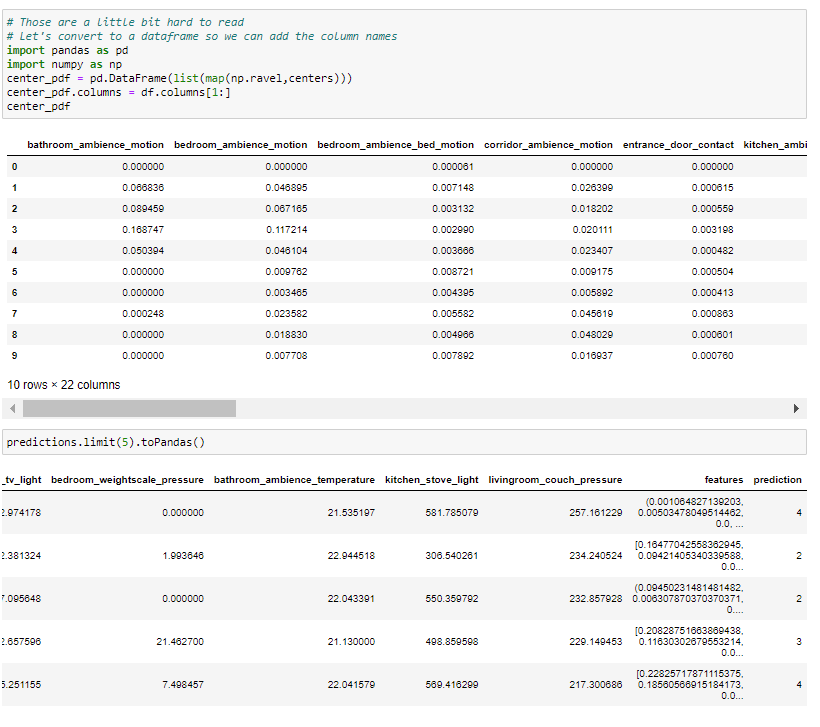 # Those are a little bit hard to read
# Let's convert to a dataframe so we can add the column names
import pandas as pd
import numpy as np
center_pdf = pd.DataFrame(list(map(np.ravel,centers)))
center_pdf.columns = df.columns[1:]
center_pdf
bathroom_ambience_motion bedroom_ambience_motion bedroom_ambience_bed_motion corridor_ambience_motion entrance_door_contact kitchen_ambi
0 0.000000 0.000000 0.000061 0.000000 0.000000
1 0.066836 0.046895 0.007148 0.026399 0.000615
2 0.089459 0.067165 0.003132 0.018202 0.000559
3 0.168747 0.117214 0.002990 0.020111 0.003198
4 0.050394 0.046104 0.003666 0.023407 0.000482
5 0.000000 0.009762 0.008721 0.009175 0.000504
6 0.000000 0.003465 0.004395 0.005892 0.000413
7 0.000248 0.023582 0.005582 0.045619 0.000863
8 0.000000 0.018830 0.004966 0.048029 0.000601
9 0.000000 0.007708 0.007892 0.016937 0.000760
10 rows × 22 columns
predictions.limit(5).toPandas()
_tv_light bedroom_weightscale_pressure bathroom_ambience_temperature kitchen_stove_light livingroom_couch_pressure features prediction
(0.001064827139203,
2.974178 0.000000 21.535197 581.785079 257.161229 0.00503478049514462, 4
0.0, ...
[0.16477042558362945,
2.381324 1.993646 22.944518 306.540261 234.240524 0.09421405340339588, 2
0.0...
(0.09450231481481482,
7.095648 0.000000 22.043391 550.359792 232.857928 0.006307870370370371, 2
0....
[0.20828751663869438,
2.657596 21.462700 21.130000 498.859598 229.149453 0.11630302679553214, 3
0.0...
[0.22825717871115375,
5.251155 7.498457 22.041579 569.416299 217.300686 0.18560566915184173, 4
0.0...